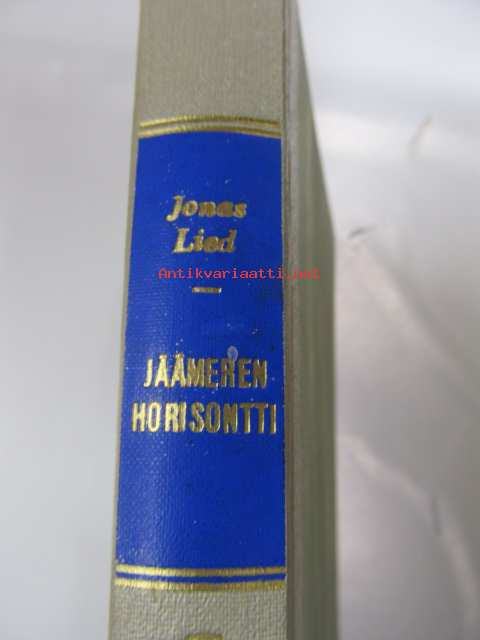 Jonas
Lied
Antikvariaatti.net
JÄÄMEREN
HORISONTTI